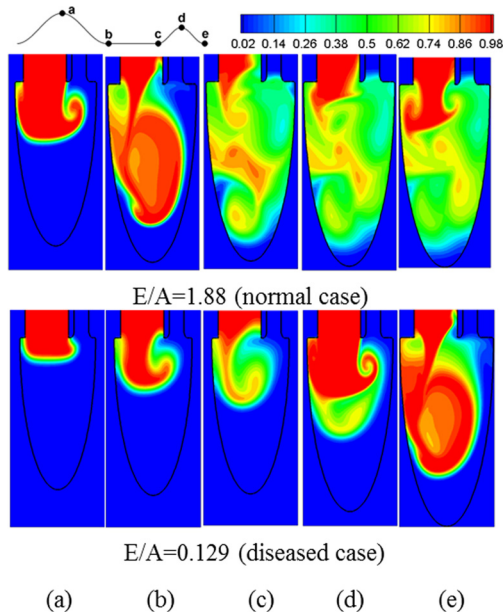 a
d
b
c
e
0.02 0.14 0.26 0.38 0.50 0.62 0.74 0.86 0.98
E/A=1.88 (normal case)
E/A=0.129 (diseased case)
(a) (b) (c) (d) (e)